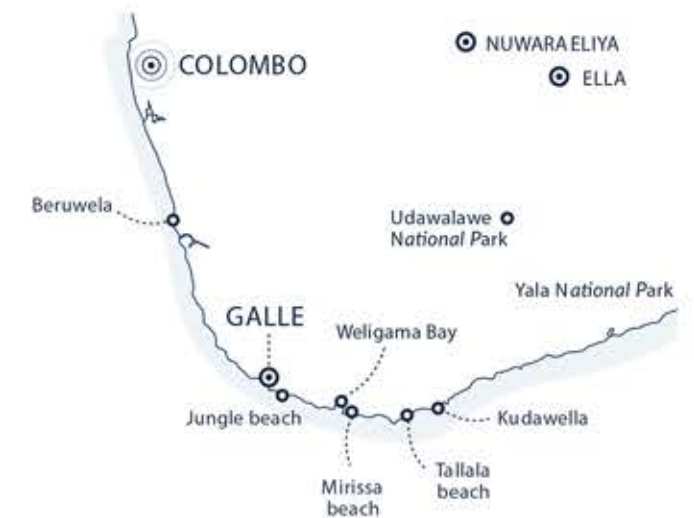 NUWARA ELIYA
COLOMBO
ELLA
Beruwela
Udawalawe
National Park
Yala National Park
GALLE
Weligama Bay
Jungle beach
Kudawella
Tallala
beach
Mirissa
beach